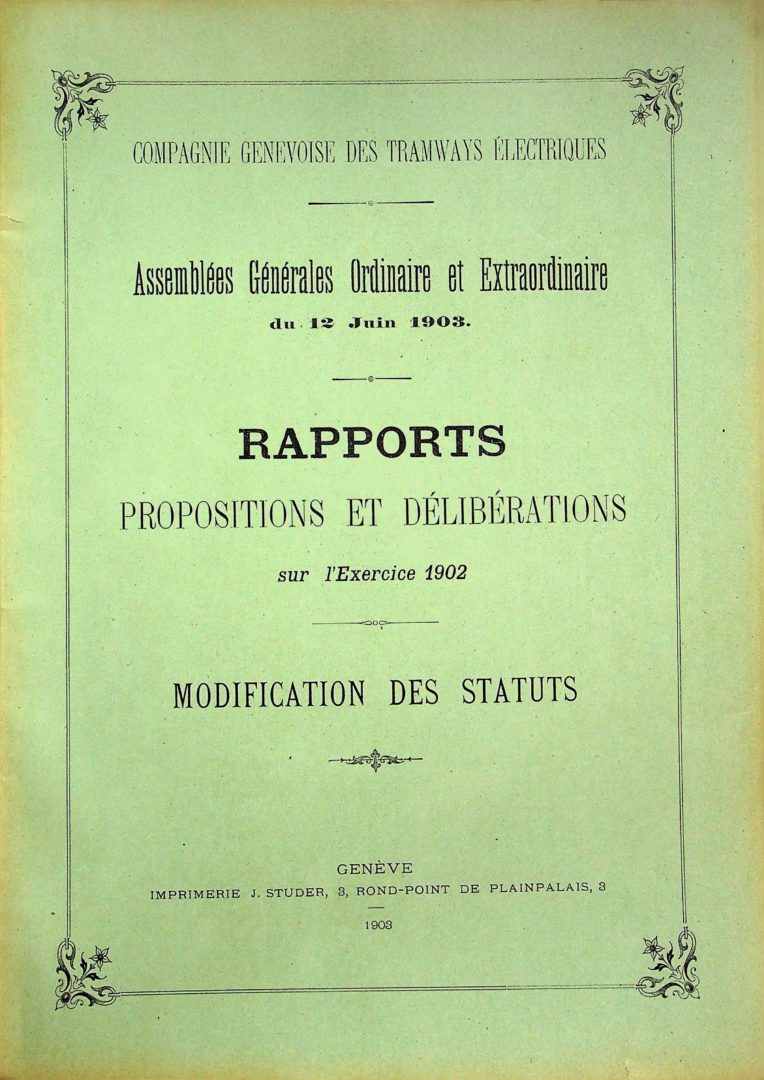 COMPAGNIE GENEVOISE DES TRAMWAYS ÉLECTRIQUES
Assemblées Générales Ordinaire et Extraordinaire
du 12 Juin 1903.
RAPPORTS
PROPOSITIONS ET DÉLIBÉRATIONS
sur l'Exercice 1902
MODIFICATION DES STATUTS
GENÈVE
IMPRIMERIE J. STUDER, 3, ROND-POINT DE PLAINPALAIS, 3
1903